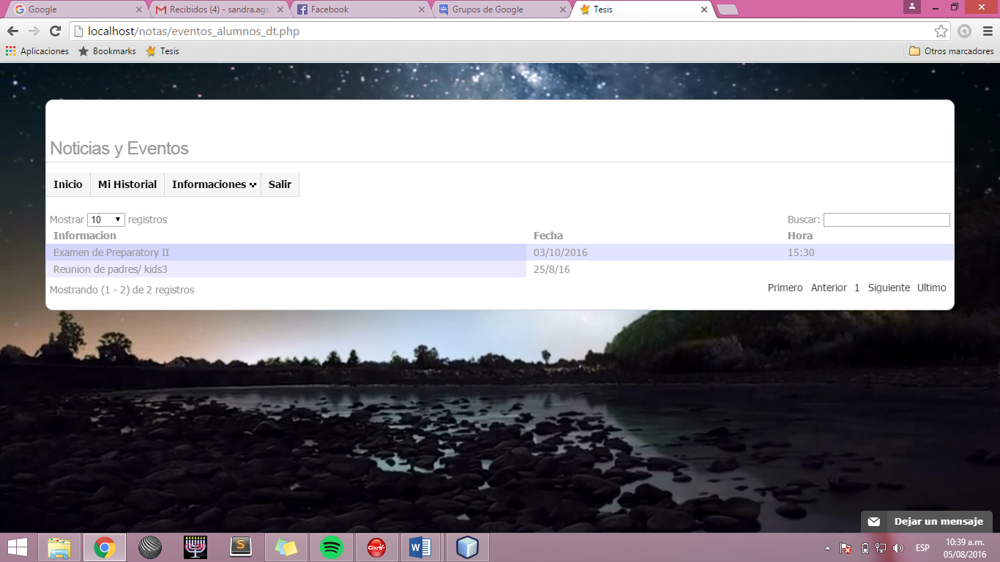 Google
Recibidos (4) - sandra.ags
Facebook
Grupos de Google
Tesis
localhost/notas/eventos_alumnos_dt.php
Aplicaciones Bookmarks Tesis Otros marcadores
Noticias y Eventos
Inicio Mi Historial Informaciones Salir
Mostrar 10 registros Buscar:
Informacion Fecha Hora
Examen de Preparatory II 03/10/2016 15:30
Reunion de padres/ kids3 25/8/16
Mostrando (1 - 2) de 2 registros Primero Anterior 1 Siguiente Ultimo
Dejar un mensaje
S Claro W ESP
10:39 a.m.
05/08/2016